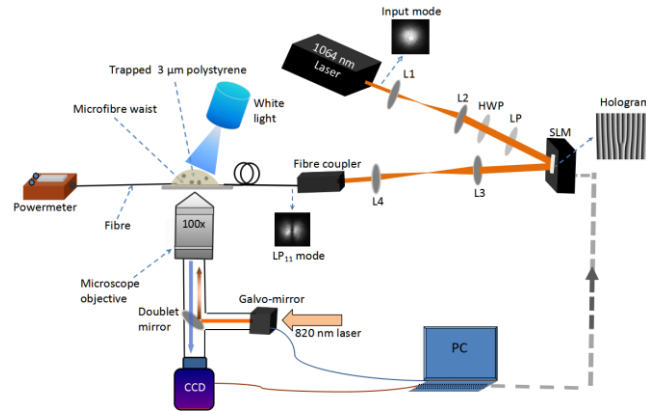 Input mode
1064 nm
Laser
Trapped 3 µm polystyrene
Microfibre waist
White
light
L1
L2
HWP
LP
SLM
Hologram
Fibre coupler
L4
L3
Powermeter
Fibre
100x
LP11 mode
Microscope
objective
Doublet
mirror
Galvo-mirror
820 nm laser
PC
CCD